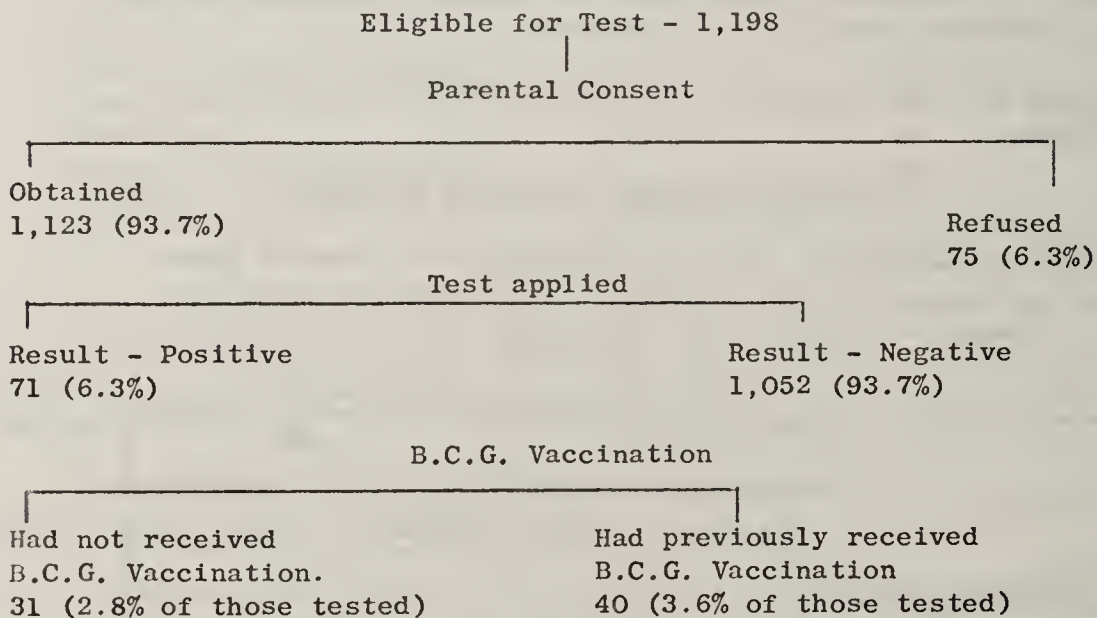 Eligible for Test - 1,198
Parental Consent
Obtained
1,123 (93.7%)
Refused
75 (6.3%)
Test applied
Result - Positive
71 (6.3%)
Result - Negative
1,052 (93.7%)
B.C.G. Vaccination
Had not received
B.C.G. Vaccination.
31 (2.8% of those tested)
Had previously received
B.C.G. Vaccination
40 (3.6% of those tested)